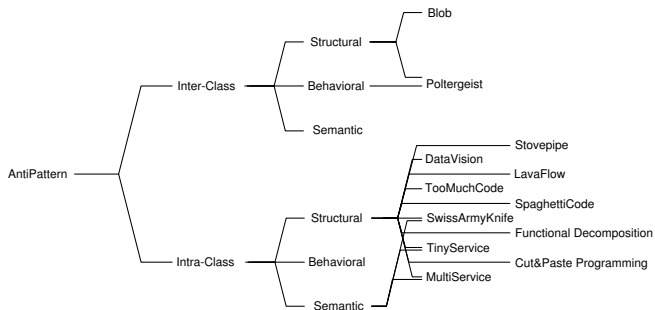 AntiPattern
Inter-Class
Structural
Blob
Behavioral
Poltergeist
Semantic
Intra-Class
Structural
Stovepipe
DataVision
LavaFlow
TooMuchCode
SpaghettiCode
SwissArmyKnife
Functional Decomposition
TinyService
Cut&Paste Programming
MultiService
Behavioral
Semantic